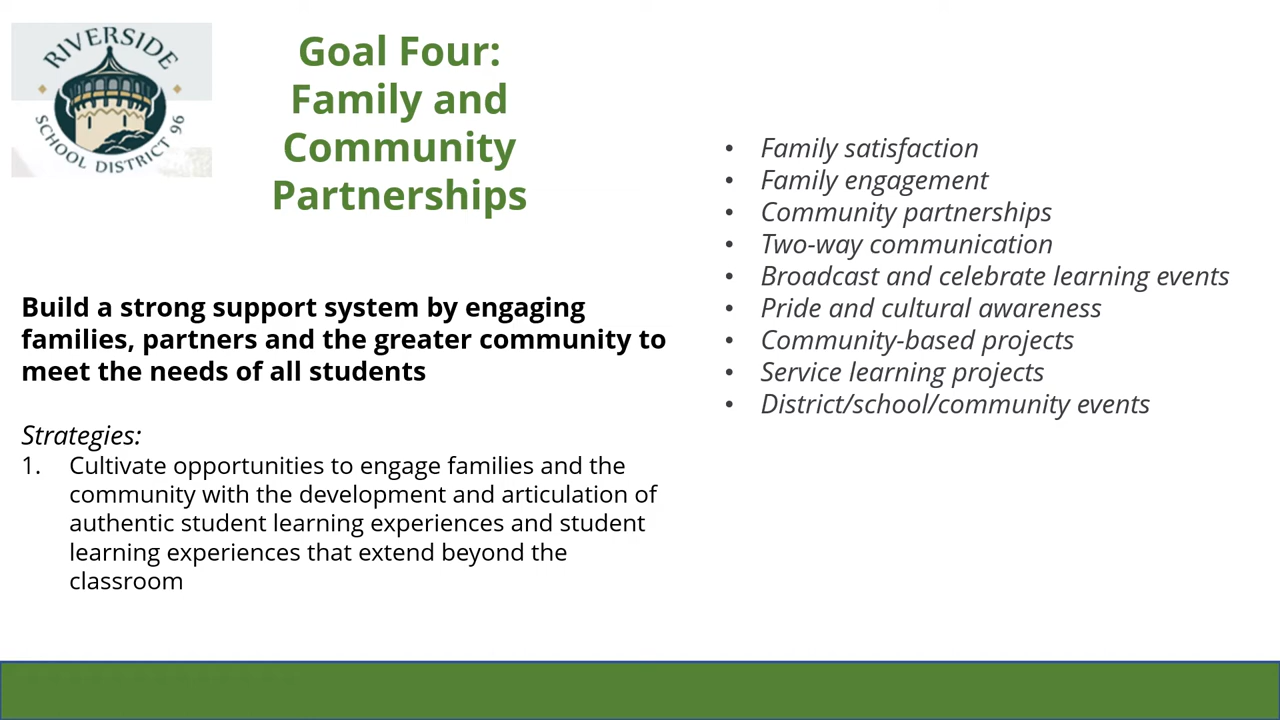 RIVERSIDE
SCHOOL DISTRICT 96
Goal Four:
Family and
Community
Partnerships
Build a strong support system by engaging
families, partners and the greater community to
meet the needs of all students
Strategies:
1. Cultivate opportunities to engage families and the
community with the development and articulation of
authentic student learning experiences and student
learning experiences that extend beyond the
classroom
• Family satisfaction
• Family engagement
• Community partnerships
• Two-way communication
• Broadcast and celebrate learning events
• Pride and cultural awareness
• Community-based projects
• Service learning projects
• District/school/community events